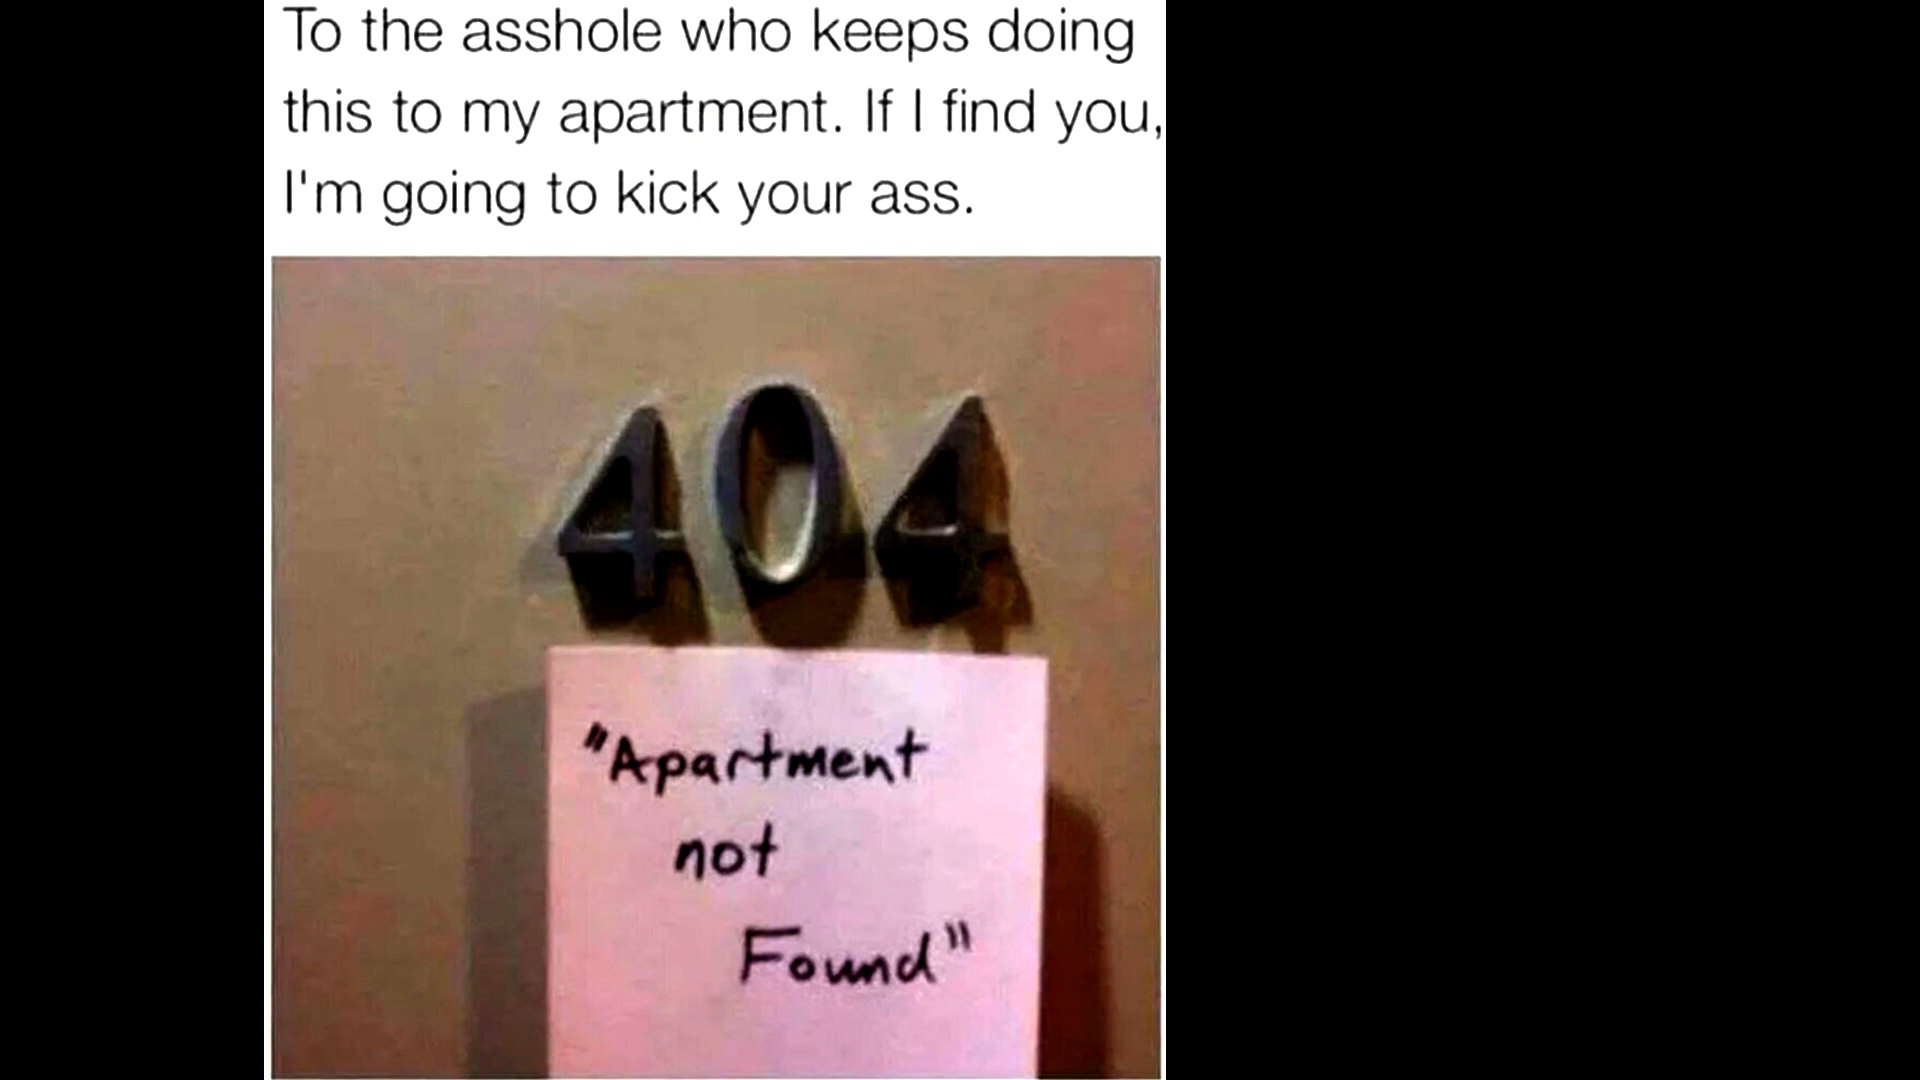 To the asshole who keeps doing
this to my apartment. If I find you,
I'm going to kick your ass.
404
"Apartment
not
Found"